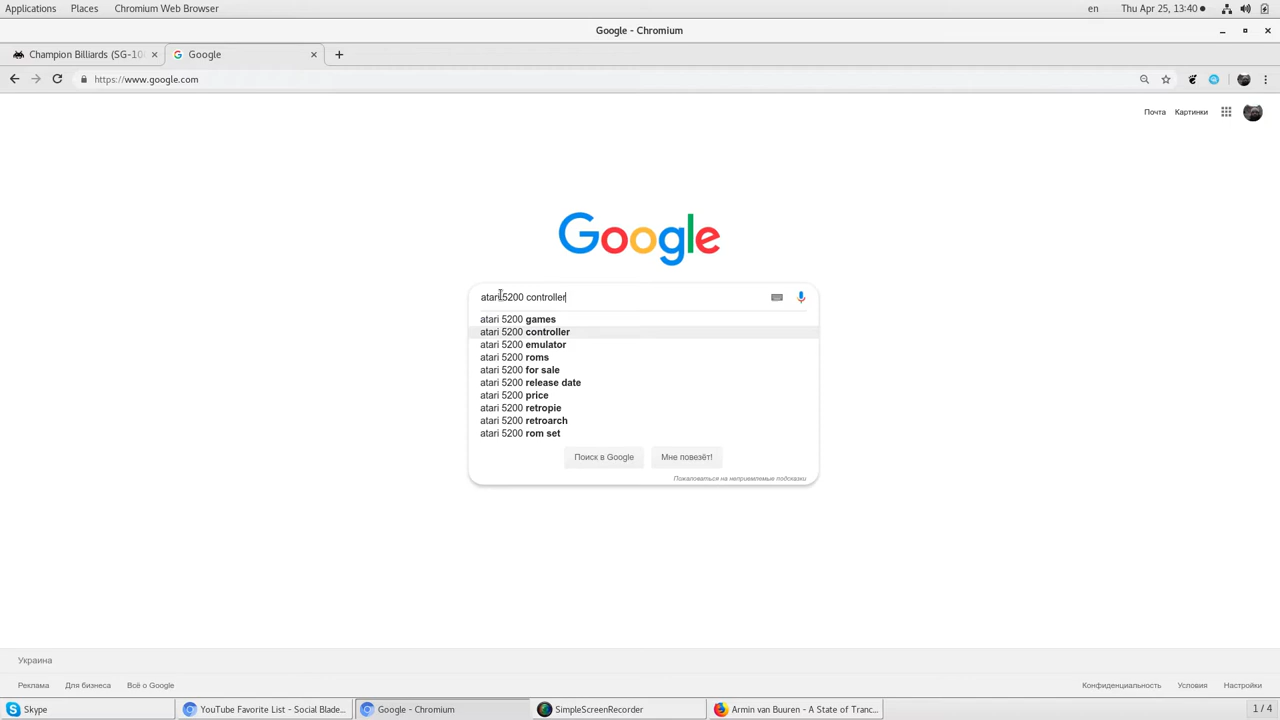 Applications Places Chromium Web Browser en Thu Apr 25, 13:40
Google - Chromium
Champion Billiards (SG-10 Google
https://www.google.com
Почта Картинки
Google
atari 5200 controller
atari 5200 games
atari 5200 controller
atari 5200 emulator
atari 5200 roms
atari 5200 for sale
atari 5200 release date
atari 5200 price
atari 5200 retropie
atari 5200 retroarch
atari 5200 rom set
Поиск в Google Мне повезёт!
Пожаловаться на неприемлемые подсказки
Украина
Реклама Для бизнеса Всё о Google Конфиденциальность Условия Настройки
Skype YouTube Favorite List - Social Blade... Google - Chromium SimpleScreenRecorder Armin van Buuren - A State of Tranc... 1 / 4